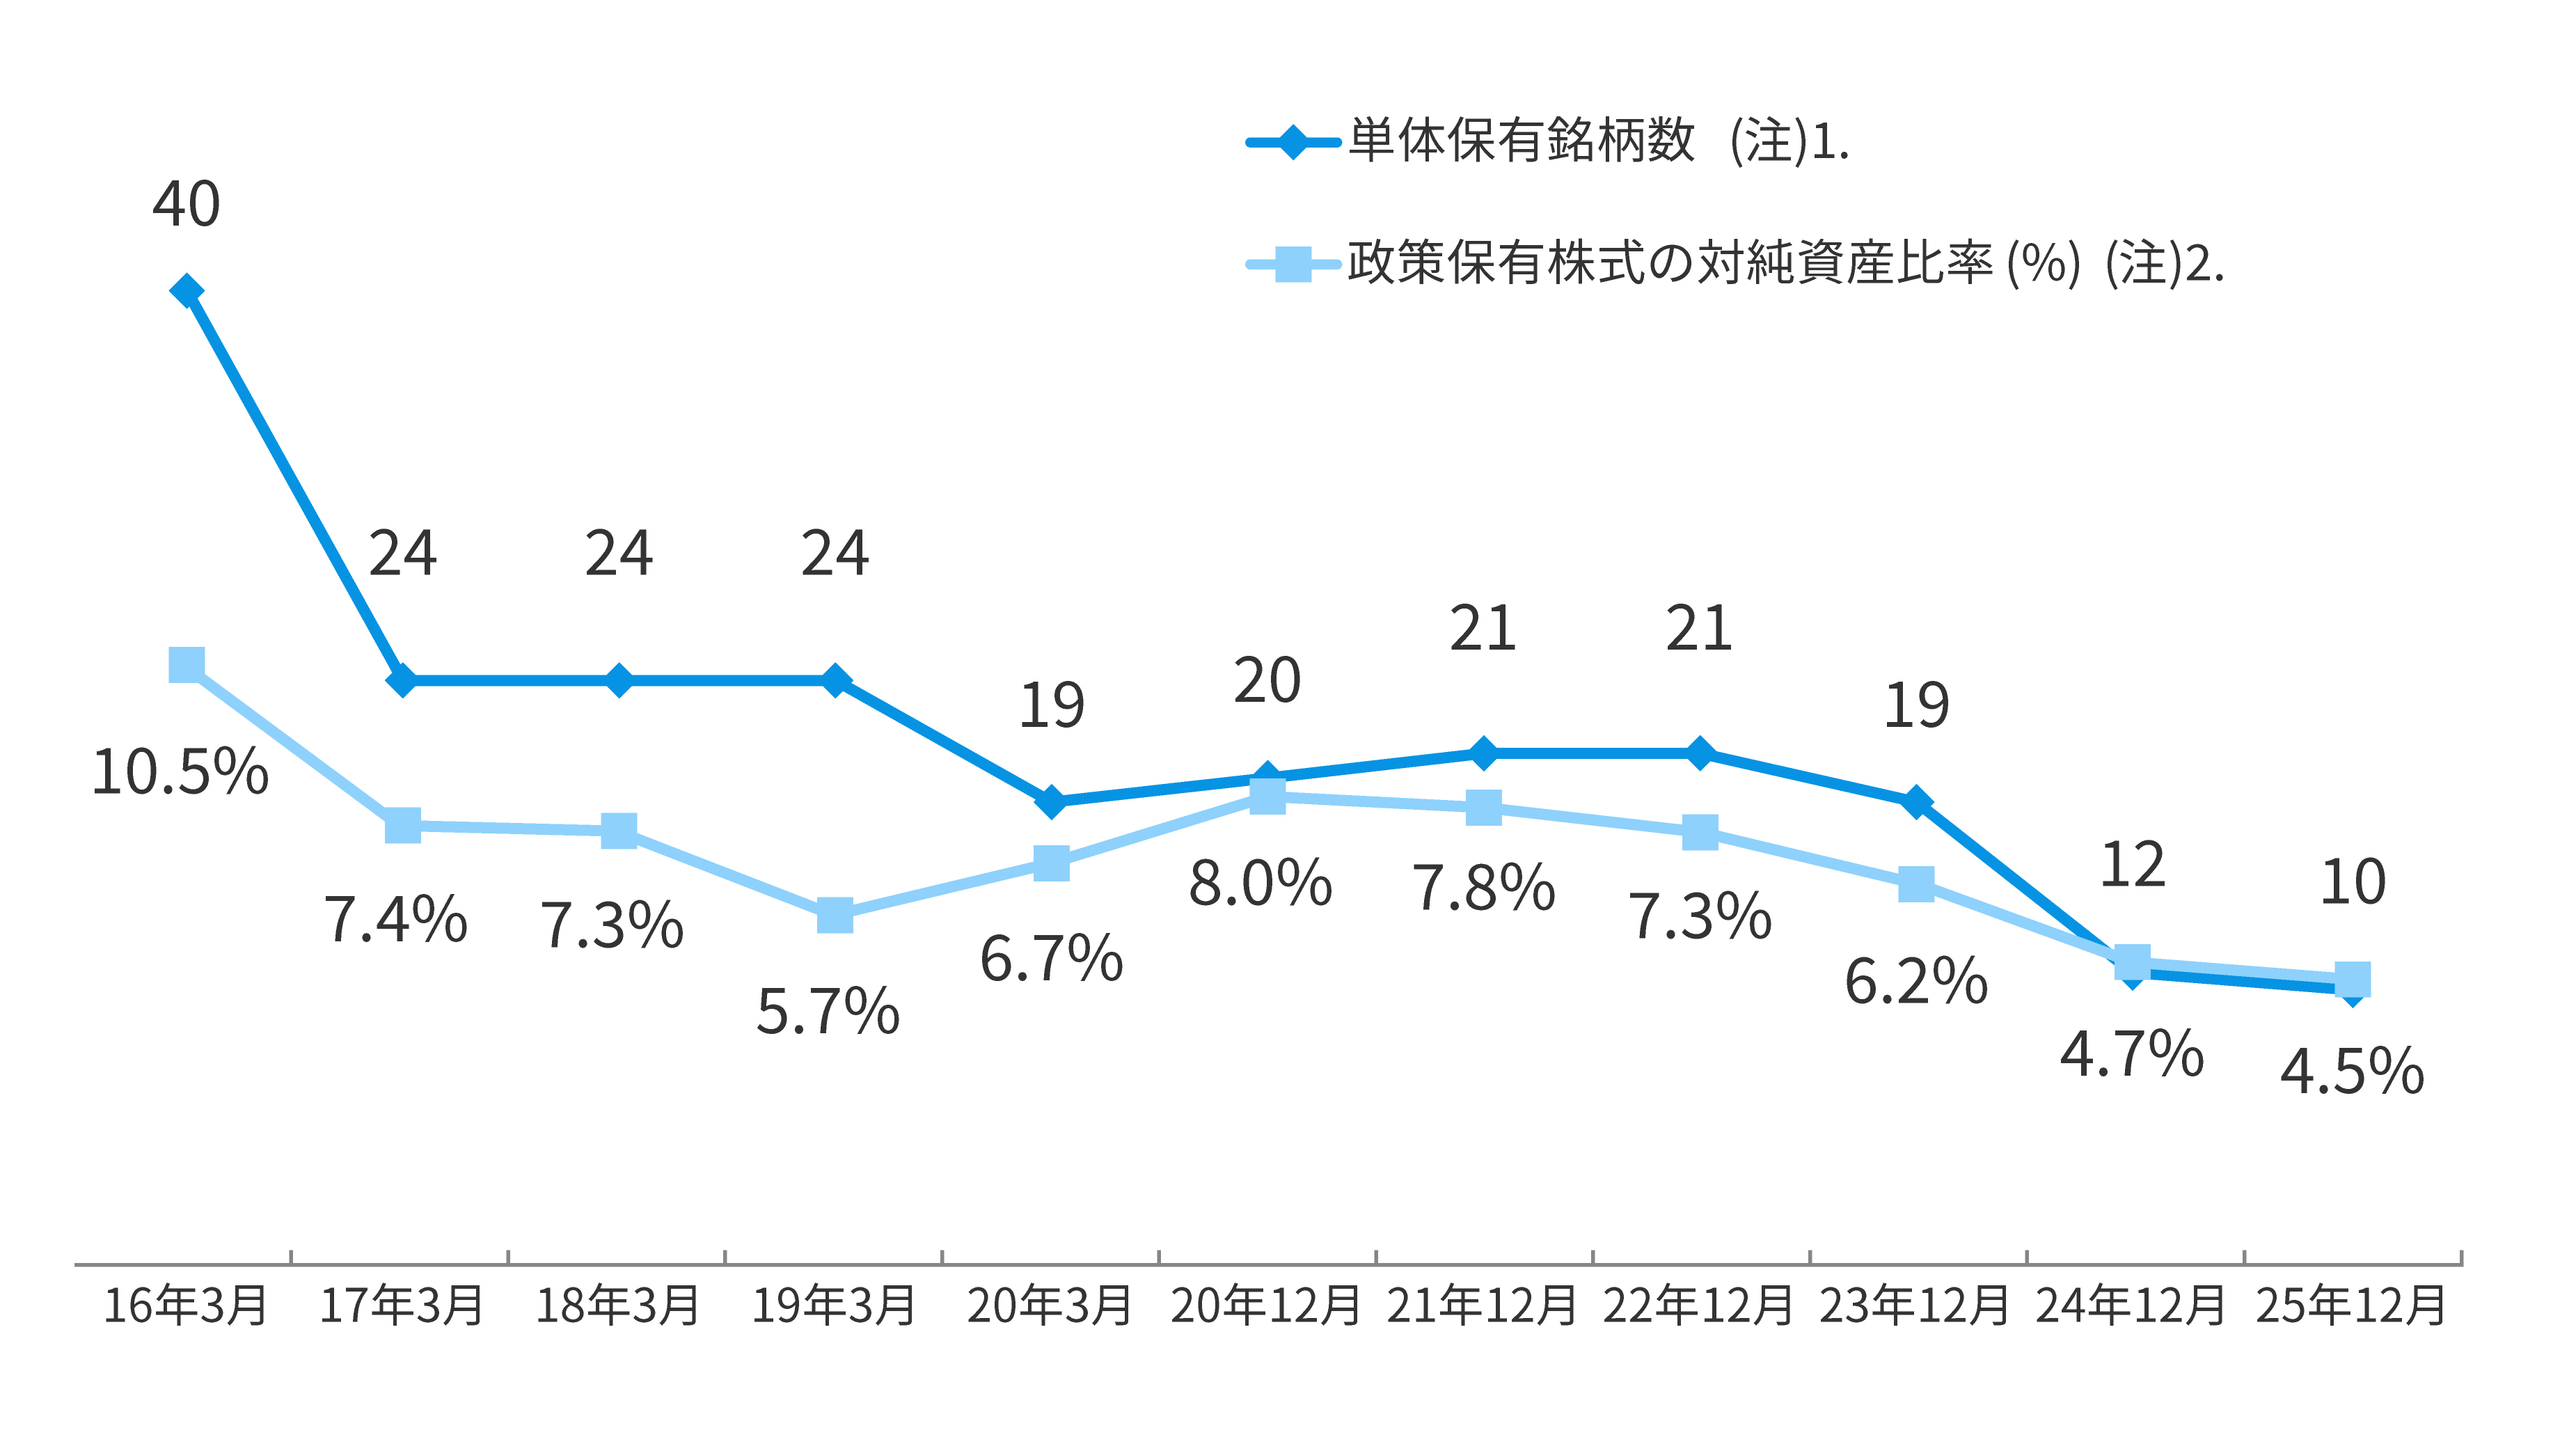 単体保有銘柄数 (注)1.
政策保有株式の対純資産比率(%) (注)2.
40
24
24
24
19
20
21
21
19
12
10
10.5%
7.4%
7.3%
5.7%
6.7%
8.0%
7.8%
7.3%
6.2%
4.7%
4.5%
16年3月
17年3月
18年3月
19年3月
20年3月
20年12月
21年12月
22年12月
23年12月
24年12月
25年12月